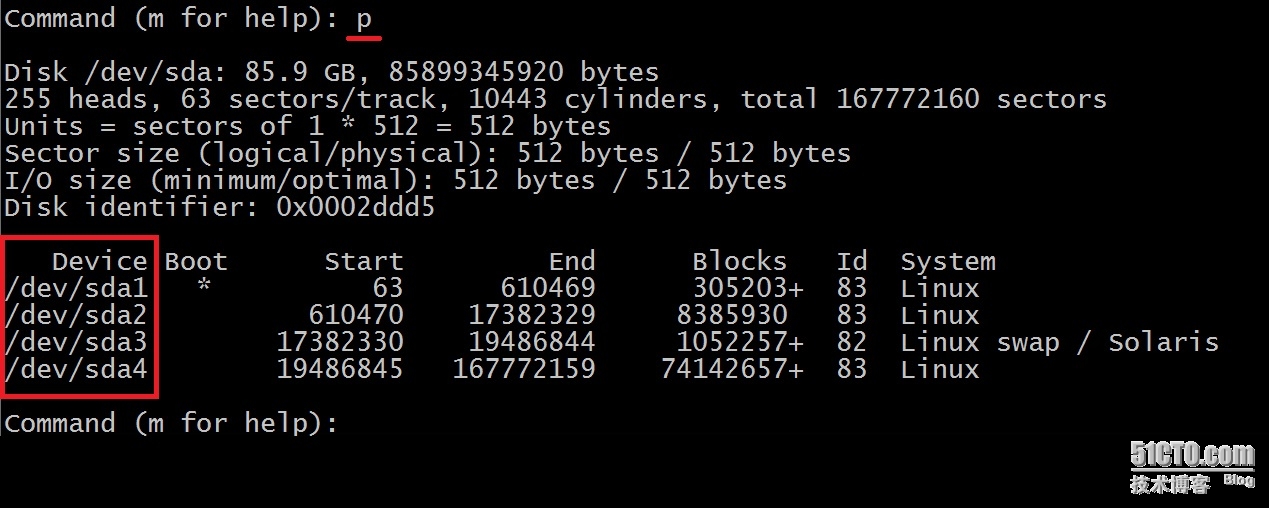 Command (m for help): p
Disk /dev/sda: 85.9 GB, 85899345920 bytes
255 heads, 63 sectors/track, 10443 cylinders, total 167772160 sectors
Units = sectors of 1 * 512 = 512 bytes
Sector size (logical/physical): 512 bytes / 512 bytes
I/O size (minimum/optimal): 512 bytes / 512 bytes
Disk identifier: 0x0002ddd5
Device Boot Start End Blocks Id System
/dev/sda1 * 63 610469 305203+ 83 Linux
/dev/sda2 610470 17382329 8385930 83 Linux
/dev/sda3 17382330 19486844 1052257+ 82 Linux swap / Solaris
/dev/sda4 19486845 167772159 74142657+ 83 Linux
Command (m for help):
51CTO.com
技术博客 Blog